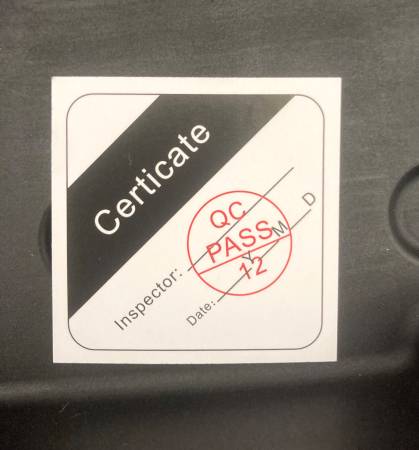 Certicate
QC
PASS
12
Inspector:
Date: Y M D